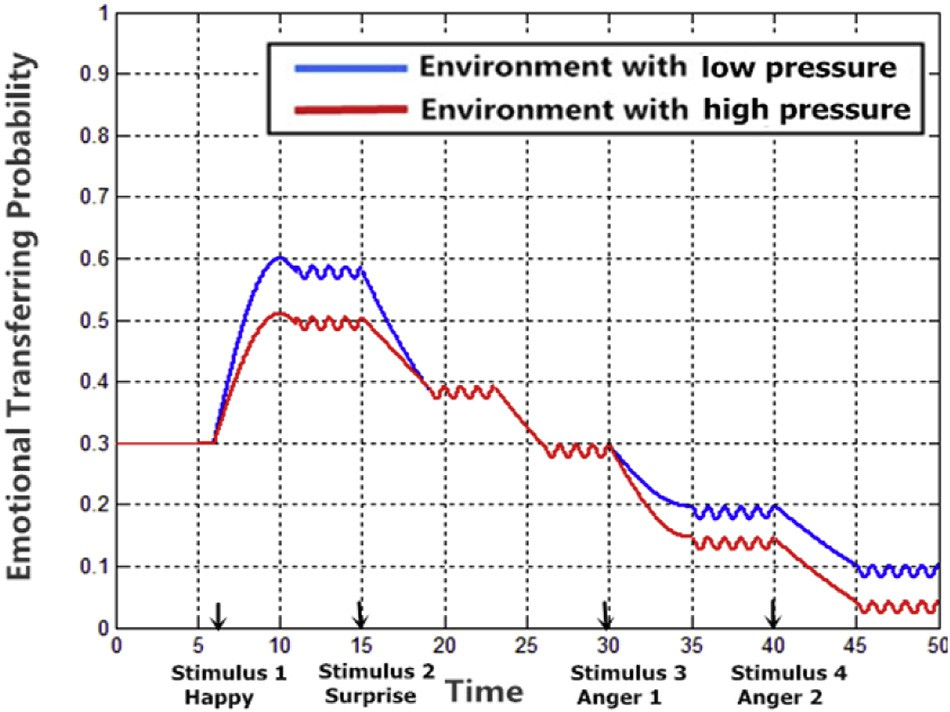 1
0.9
0.8
0.7
0.6
0.5
0.4
0.3
0.2
0.1
0
Emotional Transferring Probability
Environment with low pressure
Environment with high pressure
0 5 10 15 20 25 30 35 40 45 50
Stimulus 1
Happy
Stimulus 2
Surprise
Time
Stimulus 3
Anger 1
Stimulus 4
Anger 2